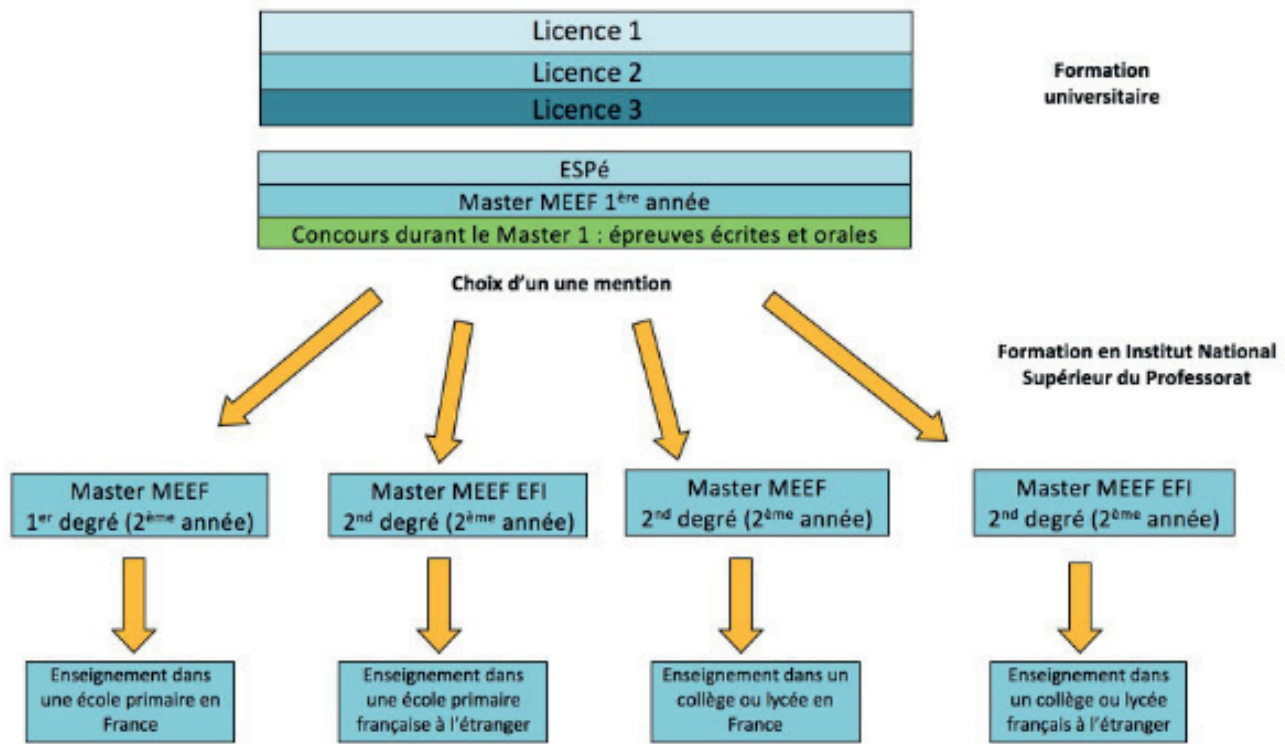 Licence 1
Licence 2
Licence 3
Formation
universitaire
ESPé
Master MEEF 1ère année
Concours durant le Master 1 : épreuves écrites et orales
Choix d'un une mention
Formation en Institut National
Supérieur du Professorat
Master MEEF
1er degré (2ème année)
Master MEEF EFI
2nd degré (2ème année)
Master MEEF
2nd degré (2ème année)
Master MEEF EFI
2nd degré (2ème année)
Enseignement dans
une école primaire en
France
Enseignement dans
une école primaire
française à l'étranger
Enseignement dans un
collège ou lycée en
France
Enseignement dans
un collège ou lycée
français à l'étranger